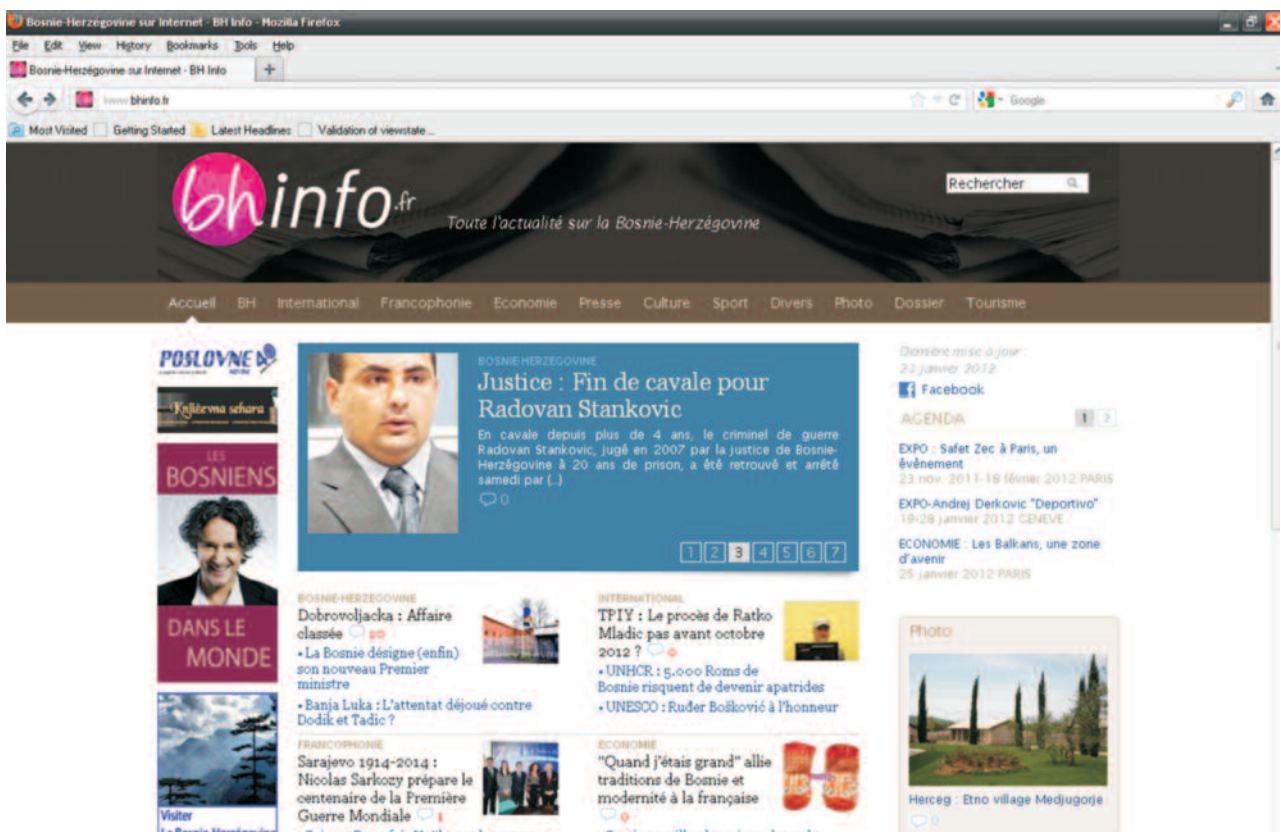 Bosnie-Herzégovine sur Internet - BH Info - Mozilla Firefox
File Edit View History Bookmarks Tools Help
Bosnie-Herzégovine sur Internet - BH Info +
www.bhinfo.fr
Google
Most Visited Getting Started Latest Headlines Validation of viewstate ...
bhinfo.fr
Toute l'actualité sur la Bosnie-Herzégovine
Rechercher
Accueil BH International Francophonie Economie Presse Culture Sport Divers Photo Dossier Tourisme
POSLOVNE
Književna sehara
LES
BOSNIENS
DANS LE
MONDE
Visiter
La Bosnie-Herzégovine
BOSNIE-HERZEGOVINE
Justice : Fin de cavale pour
Radovan Stankovic
En cavale depuis plus de 4 ans, le criminel de guerre
Radovan Stankovic, jugé en 2007 par la justice de Bosnie-
Herzégovine à 20 ans de prison, a été retrouvé et arrêté
samedi par (...)
0
1 2 3 4 5 6 7
BOSNIE-HERZEGOVINE
Dobrovoljacka : Affaire
classée 20
• La Bosnie désigne (enfin)
son nouveau Premier
ministre
• Banja Luka : L'attentat déjoué contre
Dodik et Tadic ?
INTERNATIONAL
TPIY : Le procès de Ratko
Mladic pas avant octobre
2012 ? 0
• UNHCR : 5.000 Roms de
Bosnie risquent de devenir apatrides
• UNESCO : Ruđer Bošković à l'honneur
FRANCOPHONIE
Sarajevo 1914-2014 :
Nicolas Sarkozy prépare le
centenaire de la Première
Guerre Mondiale 1
ECONOMIE
"Quand j'étais grand" allie
traditions de Bosnie et
modernité à la française
0
Dernière mise à jour :
23 janvier 2012
Facebook
AGENDA 1 2
EXPO : Safet Zec à Paris, un
évènement
23 nov. 2011-18 février 2012 PARIS
EXPO-Andrej Derkovic "Deportivo"
19-28 janvier 2012 GENEVE
ECONOMIE : Les Balkans, une zone
d'avenir
25 janvier 2012 PARIS
Photo
Herceg : Etno village Medjugorje
0